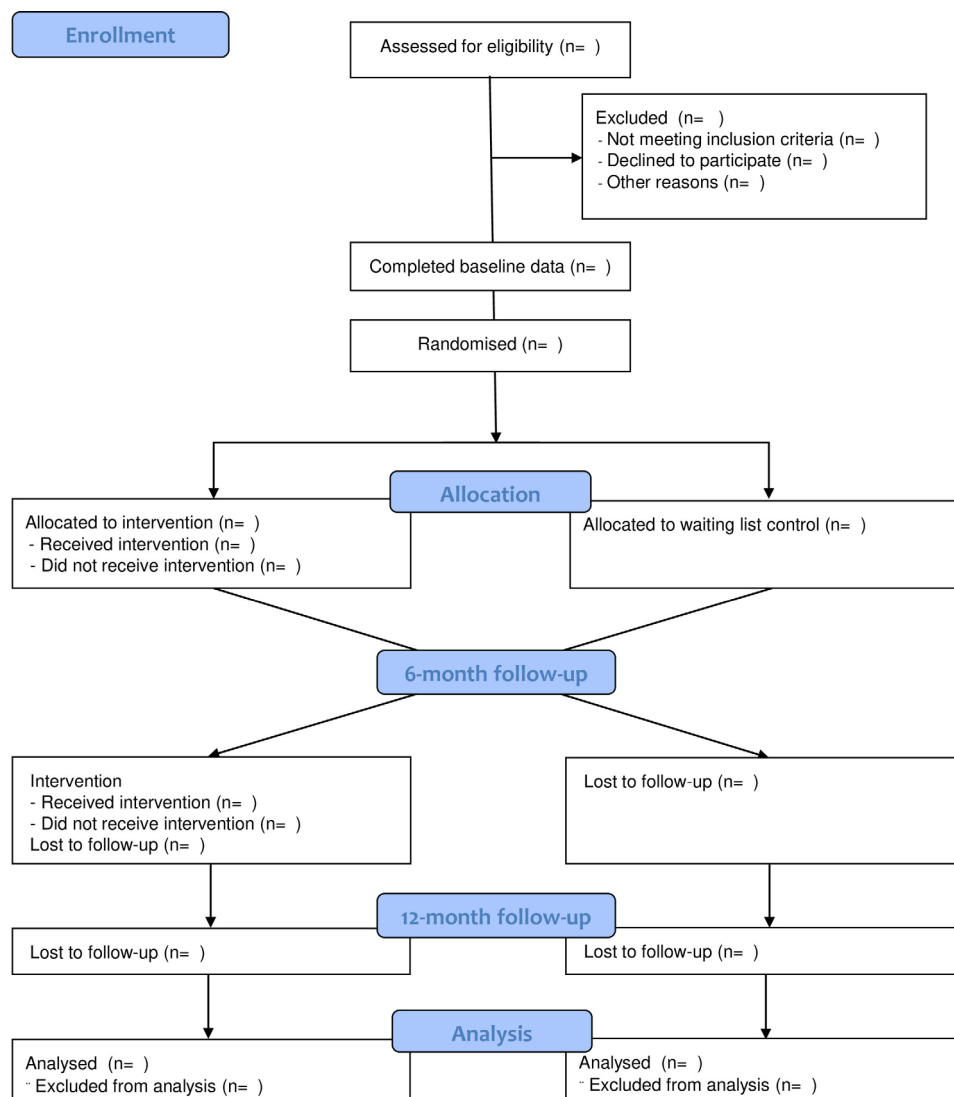 Enrollment
Assessed for eligibility (n=  )
Excluded  (n=   )
- Not meeting inclusion criteria (n=  )
- Declined to participate (n=  )
- Other reasons (n=  )
Completed baseline data (n=  )
Randomised (n=  )
Allocation
Allocated to intervention (n=  )
- Received intervention (n=  )
- Did not receive intervention (n=  )
Allocated to waiting list control (n=  )
6-month follow-up
Intervention
- Received intervention (n=  )
- Did not receive intervention (n=  )
Lost to follow-up (n=  )
Lost to follow-up (n=  )
12-month follow-up
Lost to follow-up (n=  )
Lost to follow-up (n=  )
Analysis
Analysed  (n=  )
¨ Excluded from analysis (n=  )
Analysed  (n=  )
¨ Excluded from analysis (n=  )